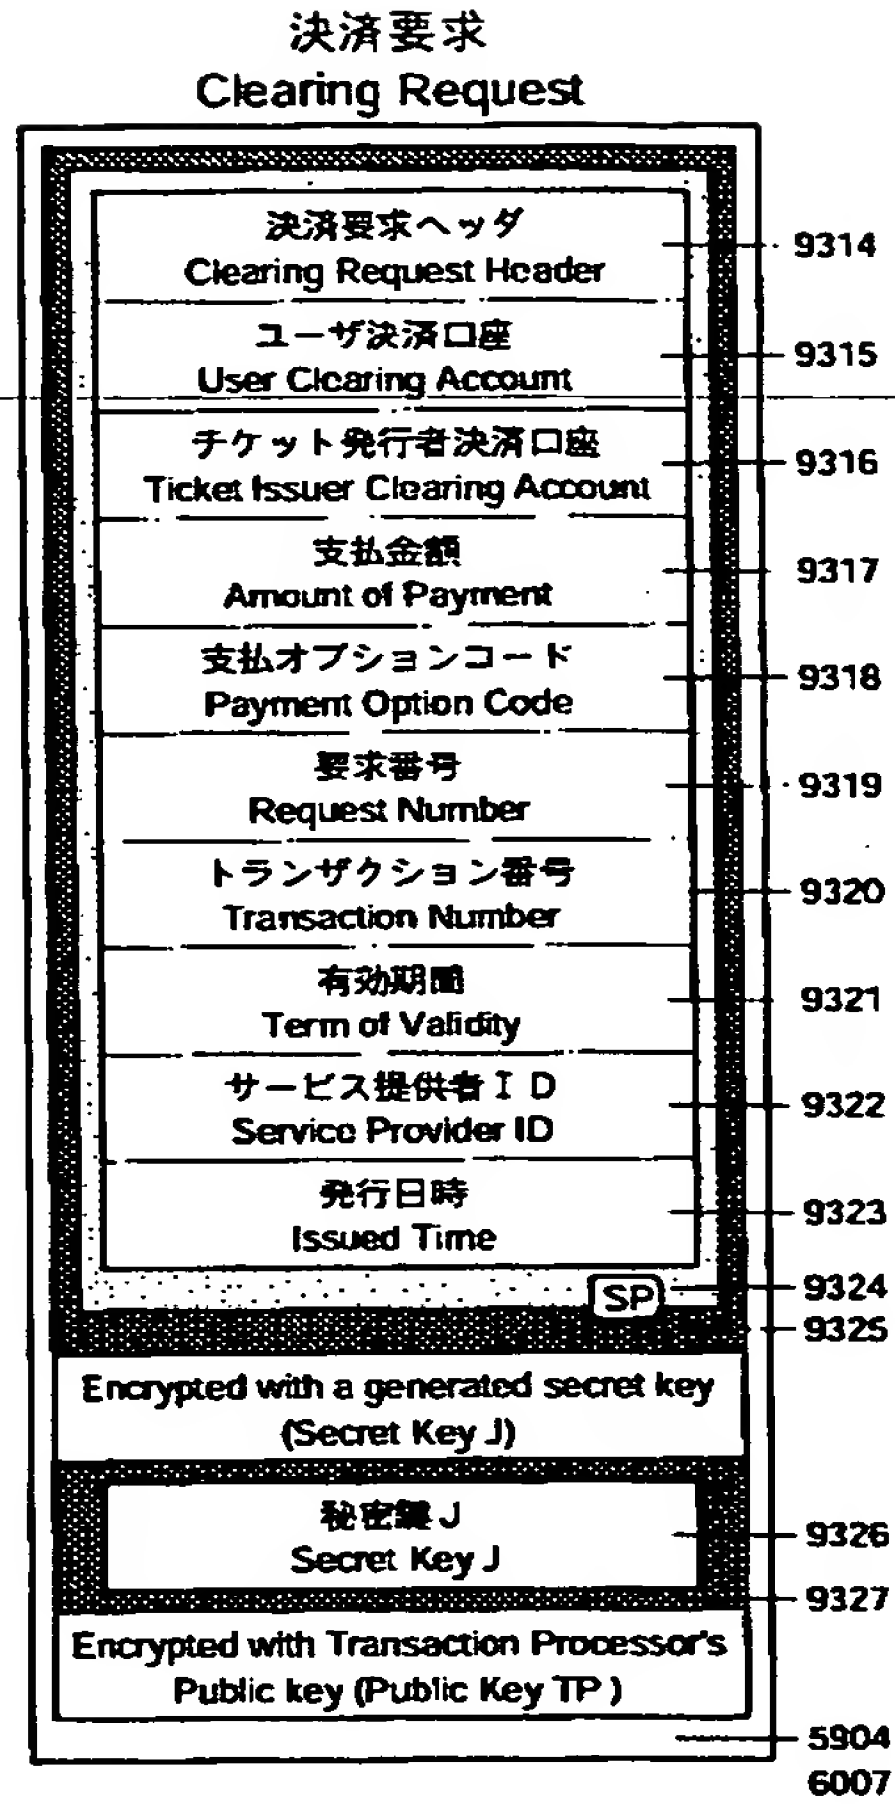 決済要求
Clearing Request
決済要求ヘッダ
Clearing Request Header
9314
ユーザ決済口座
User Clearing Account
9315
チケット発行者決済口座
Ticket Issuer Clearing Account
9316
支払金額
Amount of Payment
9317
支払オプションコード
Payment Option Code
9318
要求番号
Request Number
9319
トランザクション番号
Transaction Number
9320
有効期間
Term of Validity
9321
サービス提供者ID
Service Provider ID
9322
発行日時
Issued Time
9323
SP
9324
9325
Encrypted with a generated secret key
(Secret Key J)
秘密鍵J
Secret Key J
9326
9327
Encrypted with Transaction Processor's
Public key (Public Key TP)
5904
6007